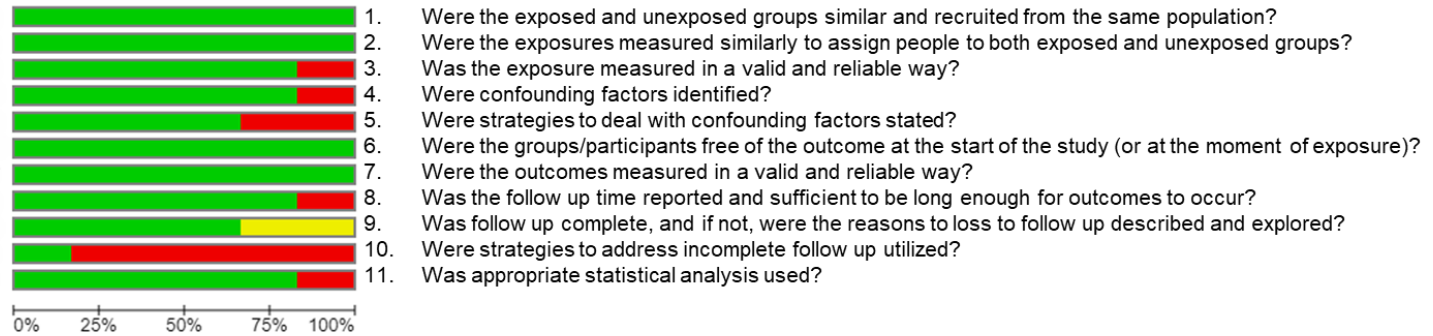 1. Were the exposed and unexposed groups similar and recruited from the same population?
2. Were the exposures measured similarly to assign people to both exposed and unexposed groups?
3. Was the exposure measured in a valid and reliable way?
4. Were confounding factors identified?
5. Were strategies to deal with confounding factors stated?
6. Were the groups/participants free of the outcome at the start of the study (or at the moment of exposure)?
7. Were the outcomes measured in a valid and reliable way?
8. Was the follow up time reported and sufficient to be long enough for outcomes to occur?
9. Was follow up complete, and if not, were the reasons to loss to follow up described and explored?
10. Were strategies to address incomplete follow up utilized?
11. Was appropriate statistical analysis used?
0% 25% 50% 75% 100%